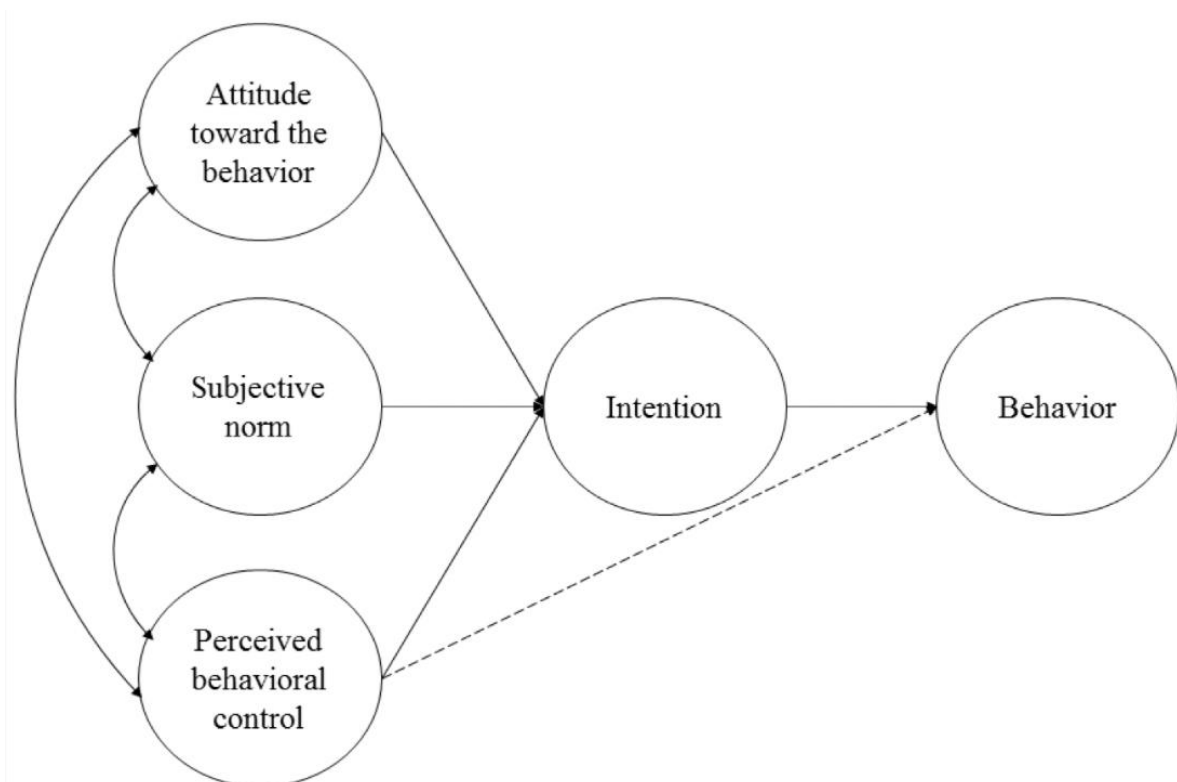 Attitude
toward the
behavior
Subjective
norm
Intention
Behavior
Perceived
behavioral
control